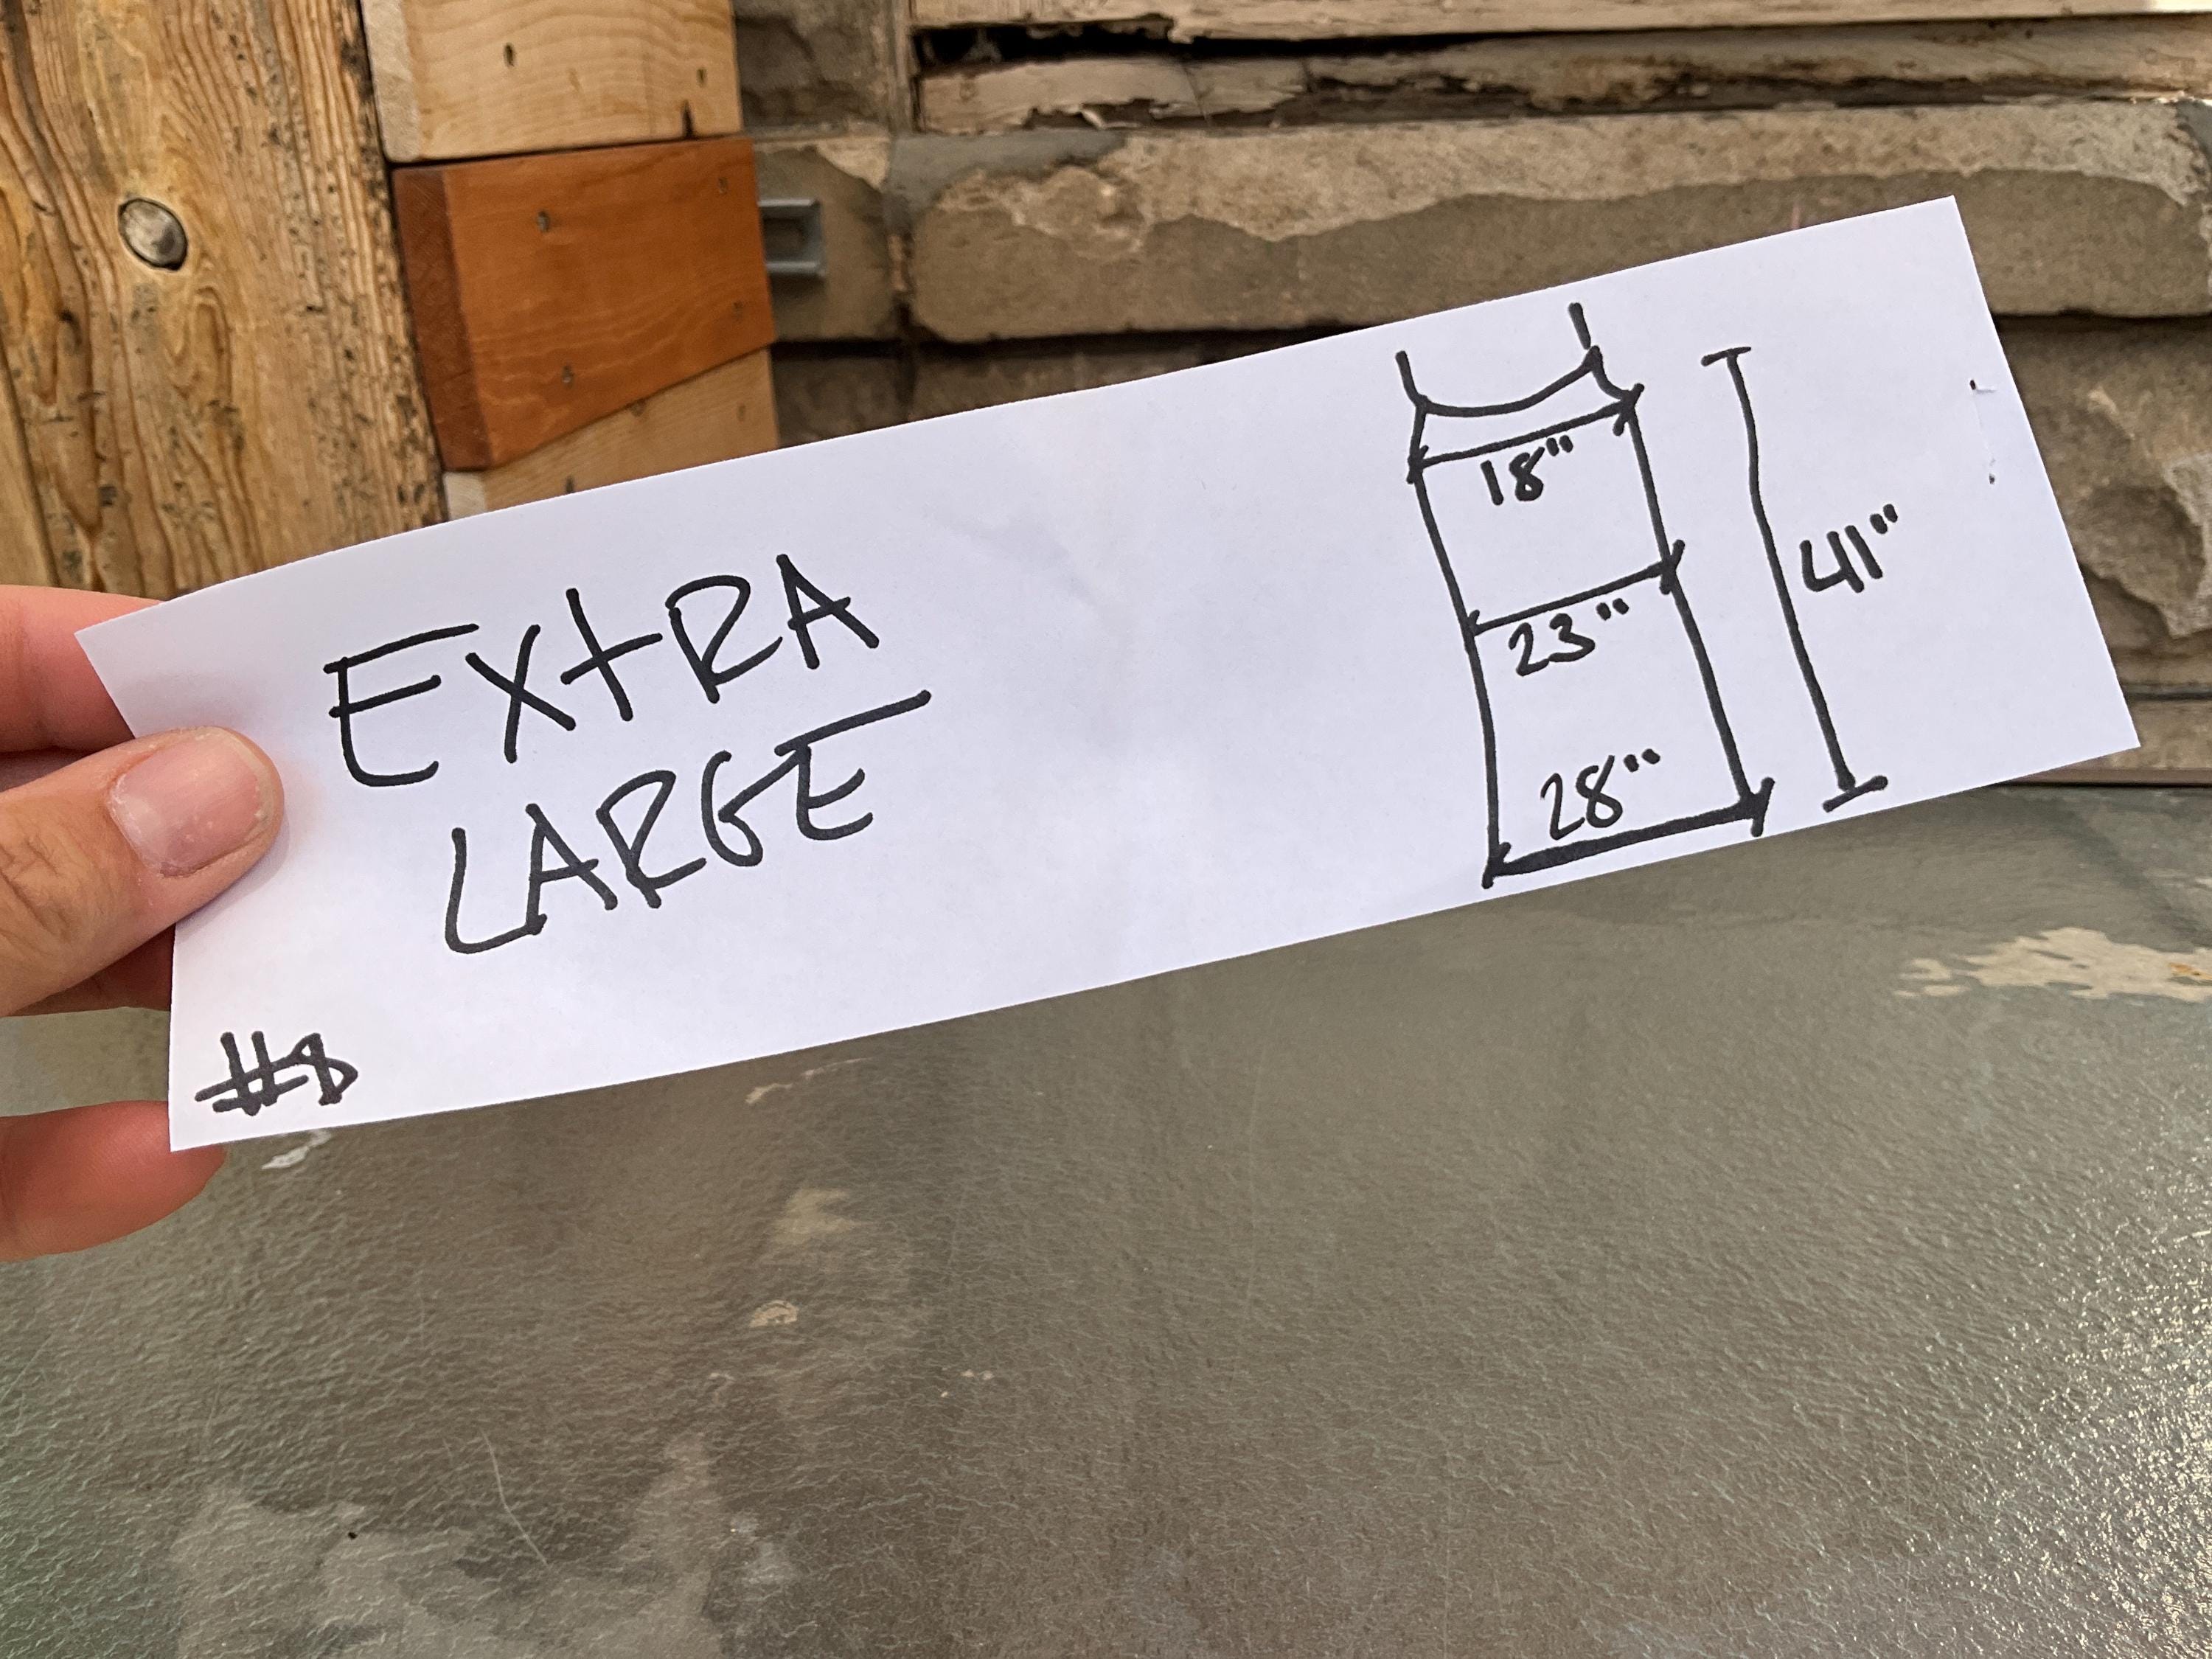 EXTRA
LARGE
#8
18"
23"
28"
41"